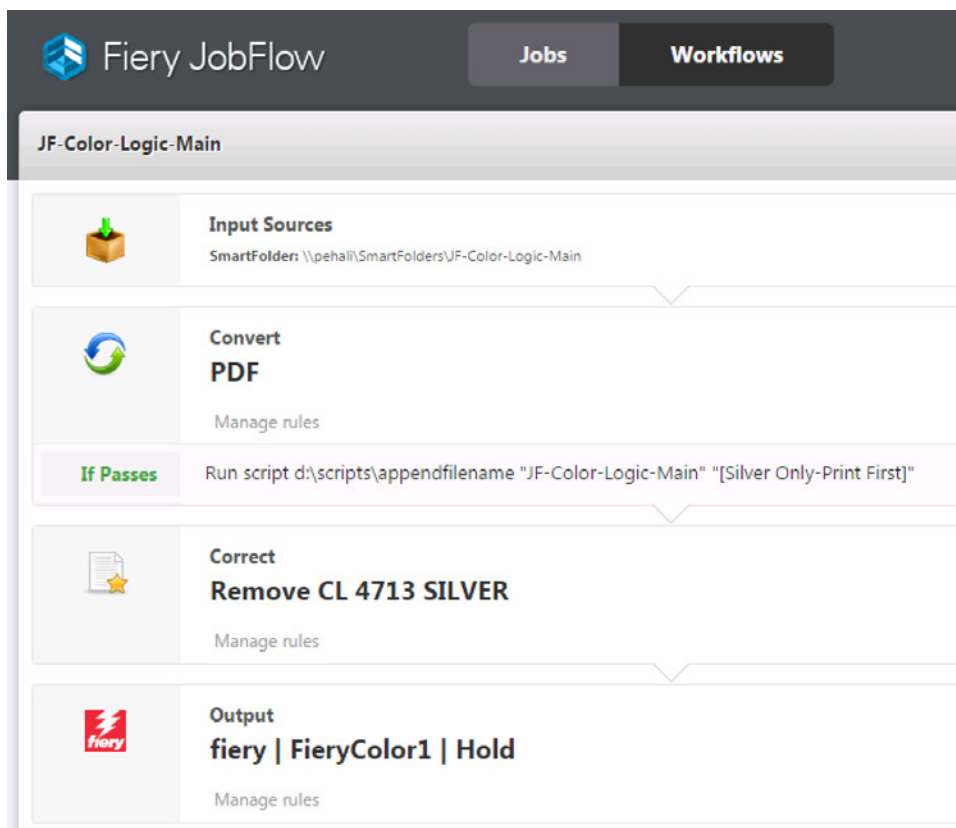 Fiery JobFlow
Jobs
Workflows
JF-Color-Logic-Main
Input Sources
SmartFolder: \\pehali\SmartFolders\JF-Color-Logic-Main
Convert
PDF
Manage rules
If Passes
Run script d:\scripts\appendfilename "JF-Color-Logic-Main" "[Silver Only-Print First]"
Correct
Remove CL 4713 SILVER
Manage rules
fiery
Output
fiery | FieryColor1 | Hold
Manage rules